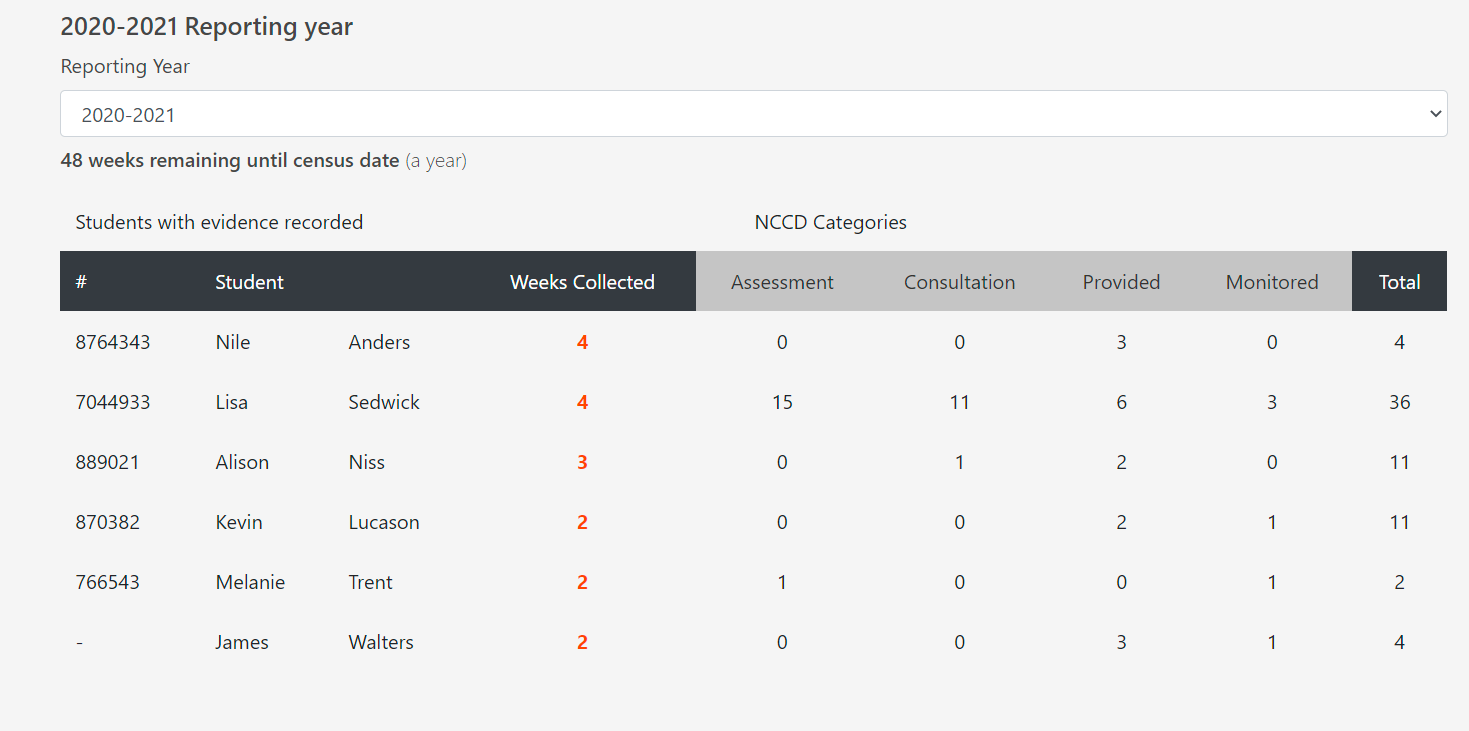 2020-2021 Reporting year
Reporting Year
2020-2021
48 weeks remaining until census date (a year)
Students with evidence recorded NCCD Categories
# Student Weeks Collected Assessment Consultation Provided Monitored Total
8764343 Nile Anders 4 0 0 3 0 4
7044933 Lisa Sedwick 4 15 11 6 3 36
889021 Alison Niss 3 0 1 2 0 11
870382 Kevin Lucason 2 0 0 2 1 11
766543 Melanie Trent 2 1 0 0 1 2
- James Walters 2 0 0 3 1 4